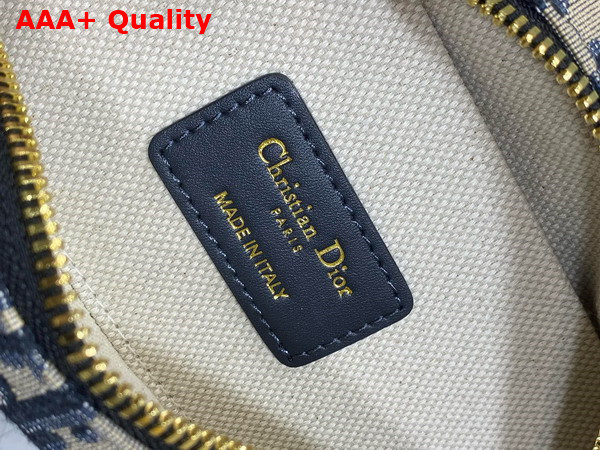 AAA+ Quality
Christian Dior
PARIS
MADE IN ITALY